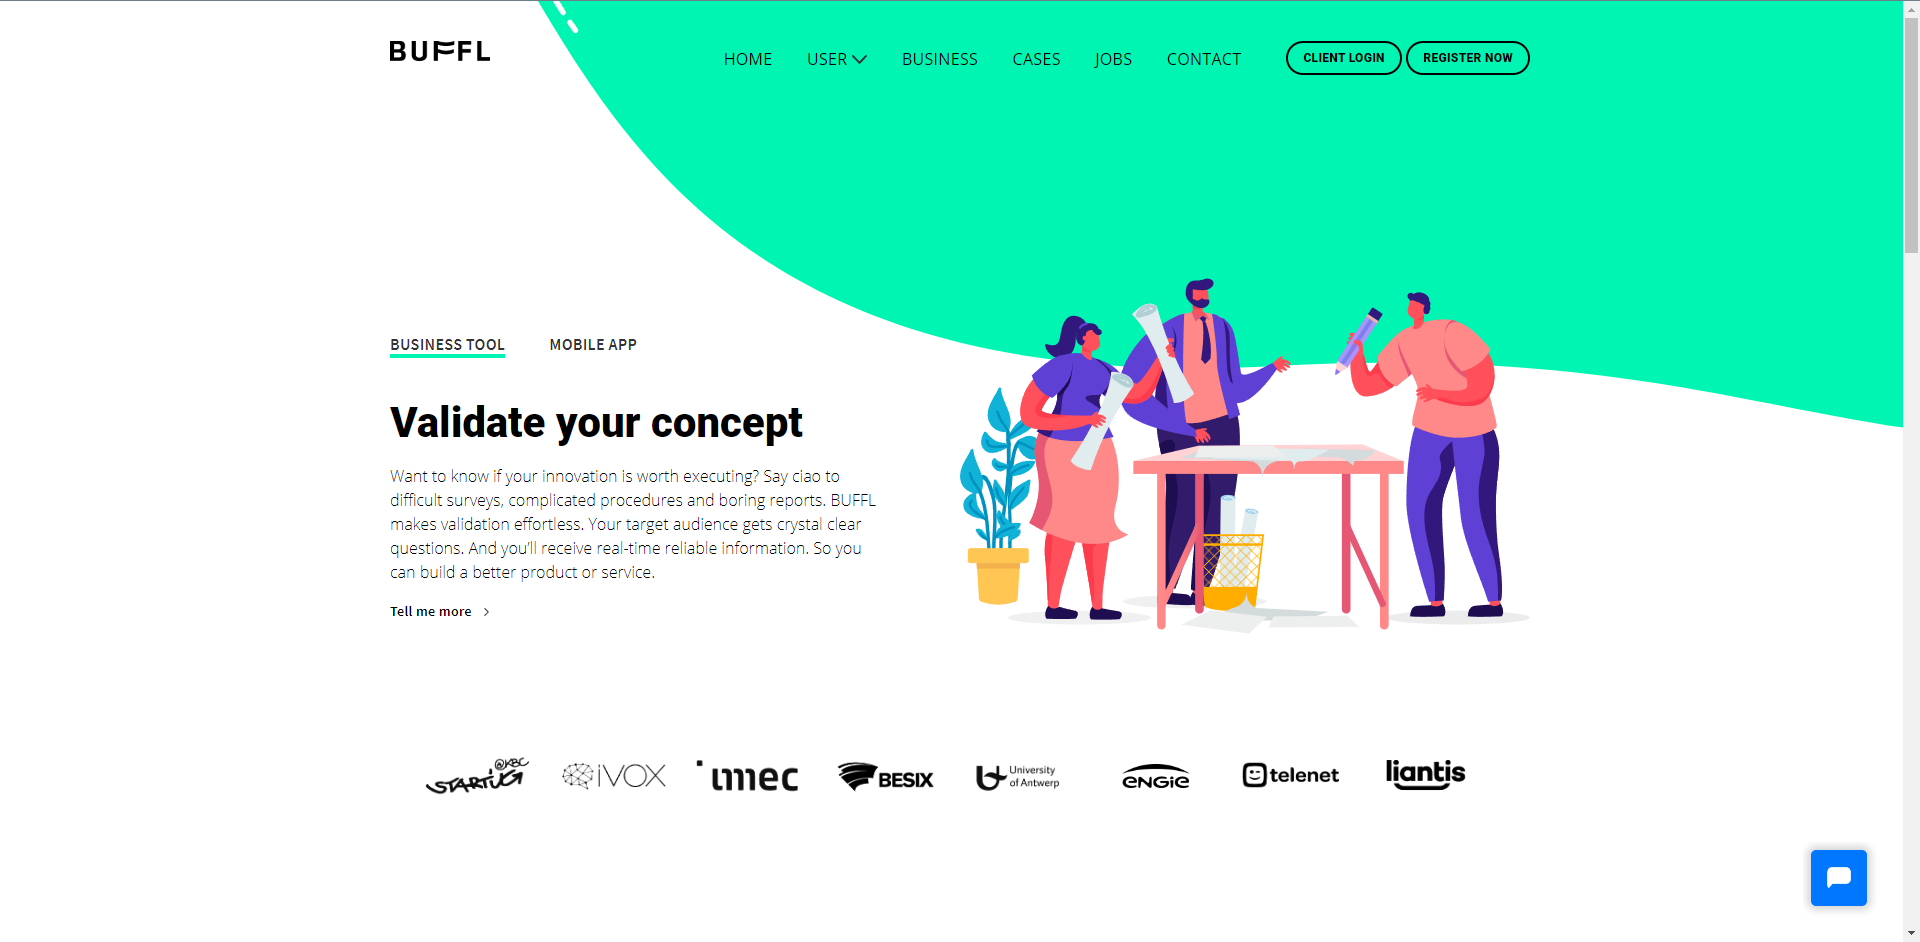 BUFFL
HOME USER BUSINESS CASES JOBS CONTACT CLIENT LOGIN REGISTER NOW
BUSINESS TOOL MOBILE APP
Validate your concept
Want to know if your innovation is worth executing? Say ciao to
difficult surveys, complicated procedures and boring reports. BUFFL
makes validation effortless. Your target audience gets crystal clear
questions. And you’ll receive real-time reliable information. So you
can build a better product or service.
Tell me more
START iT @KBC
iVOX
imec
BESIX
University
of Antwerp
ENGIE
telenet
liantis